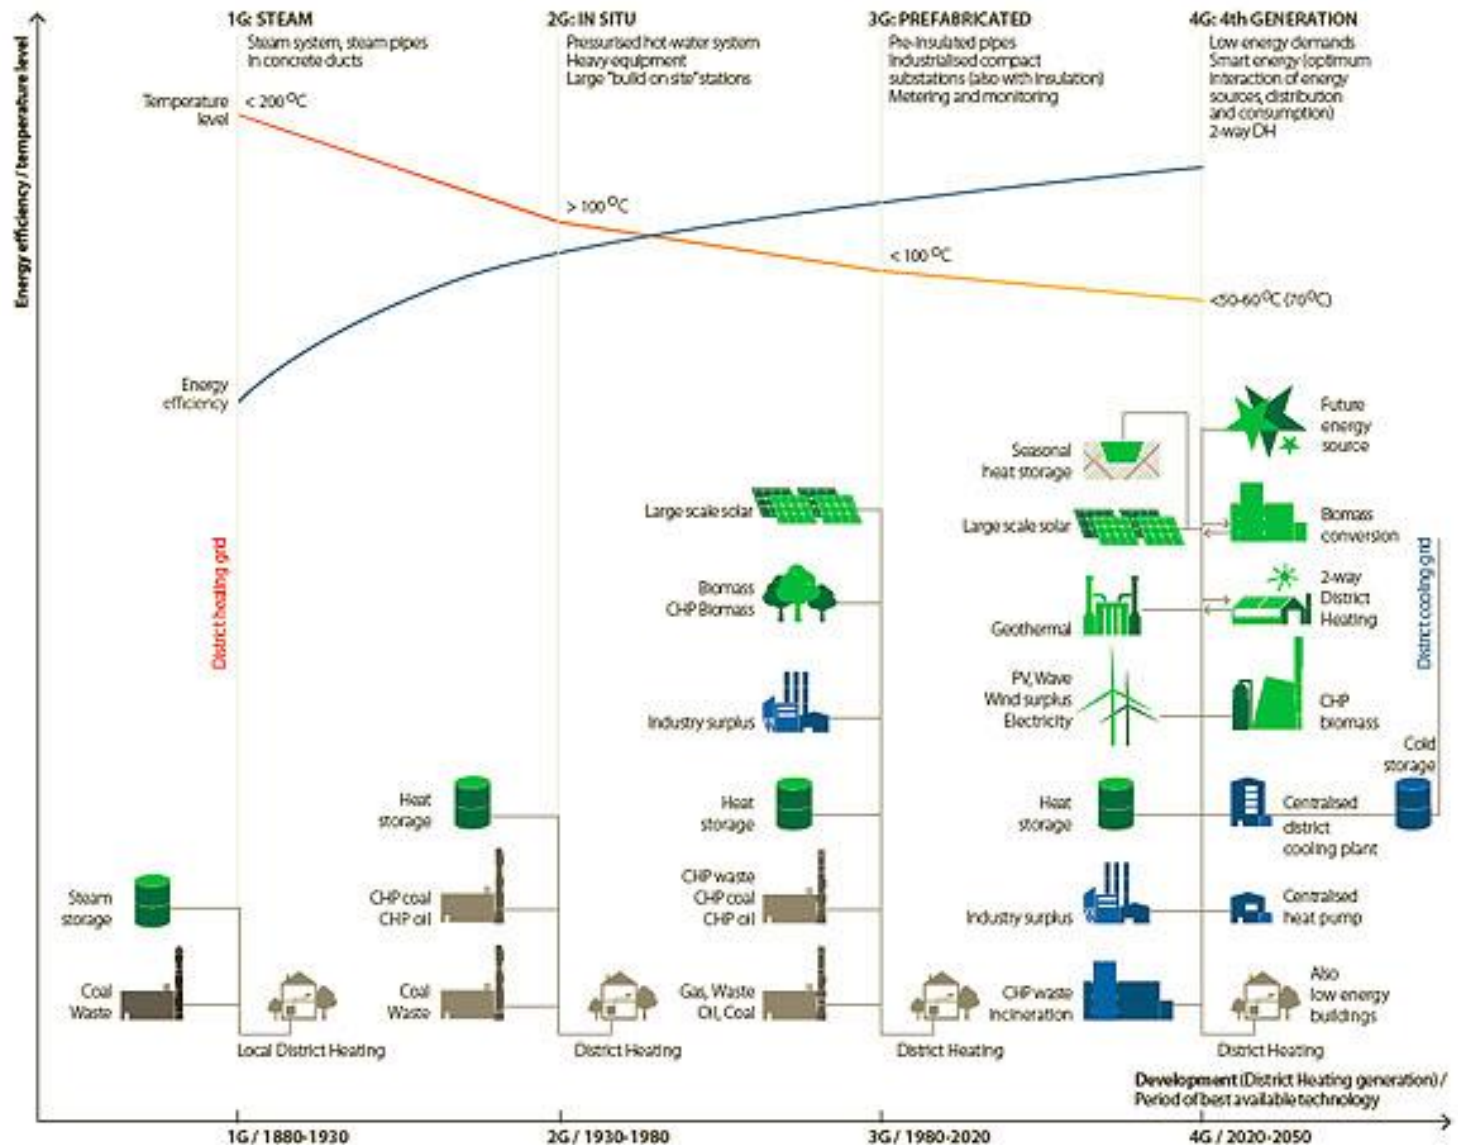 1G: STEAM
Steam system, steam pipes
in concrete ducts
2G: IN SITU
Pressurised hot-water system
Heavy equipment
Large "build on site" stations
3G: PREFABRICATED
Pre-insulated pipes
Industrialised compact
substations (also with insulation)
Metering and monitoring
4G: 4th GENERATION
Low energy demands
Smart energy (optimum
interaction of energy
sources, distribution
and consumption)
2-way DH
Energy efficiency / temperature level
Temperature
level
< 200 °C
> 100 °C
< 100 °C
<50-60 °C (70 °C)
Energy
efficiency
District heating grid
Steam
storage
Coal
Waste
Local District Heating
Heat
storage
CHP coal
CHP oil
Coal
Waste
District Heating
Large scale solar
Biomass
CHP Biomass
Industry surplus
Heat
storage
CHP waste
CHP coal
CHP oil
Gas, Waste
Oil, Coal
District Heating
Seasonal
heat storage
Large scale solar
Geothermal
PV, Wave
Wind surplus
Electricity
Heat
storage
Industry surplus
CHP waste
incineration
Future
energy
source
Biomass
conversion
2-way
District
Heating
CHP
biomass
Centralised
district
cooling plant
Cold
storage
District cooling grid
Centralised
heat pump
Also
low energy
buildings
District Heating
Development (District Heating generation) /
Period of best available technology
1G / 1880-1930
2G / 1930-1980
3G / 1980-2020
4G / 2020-2050